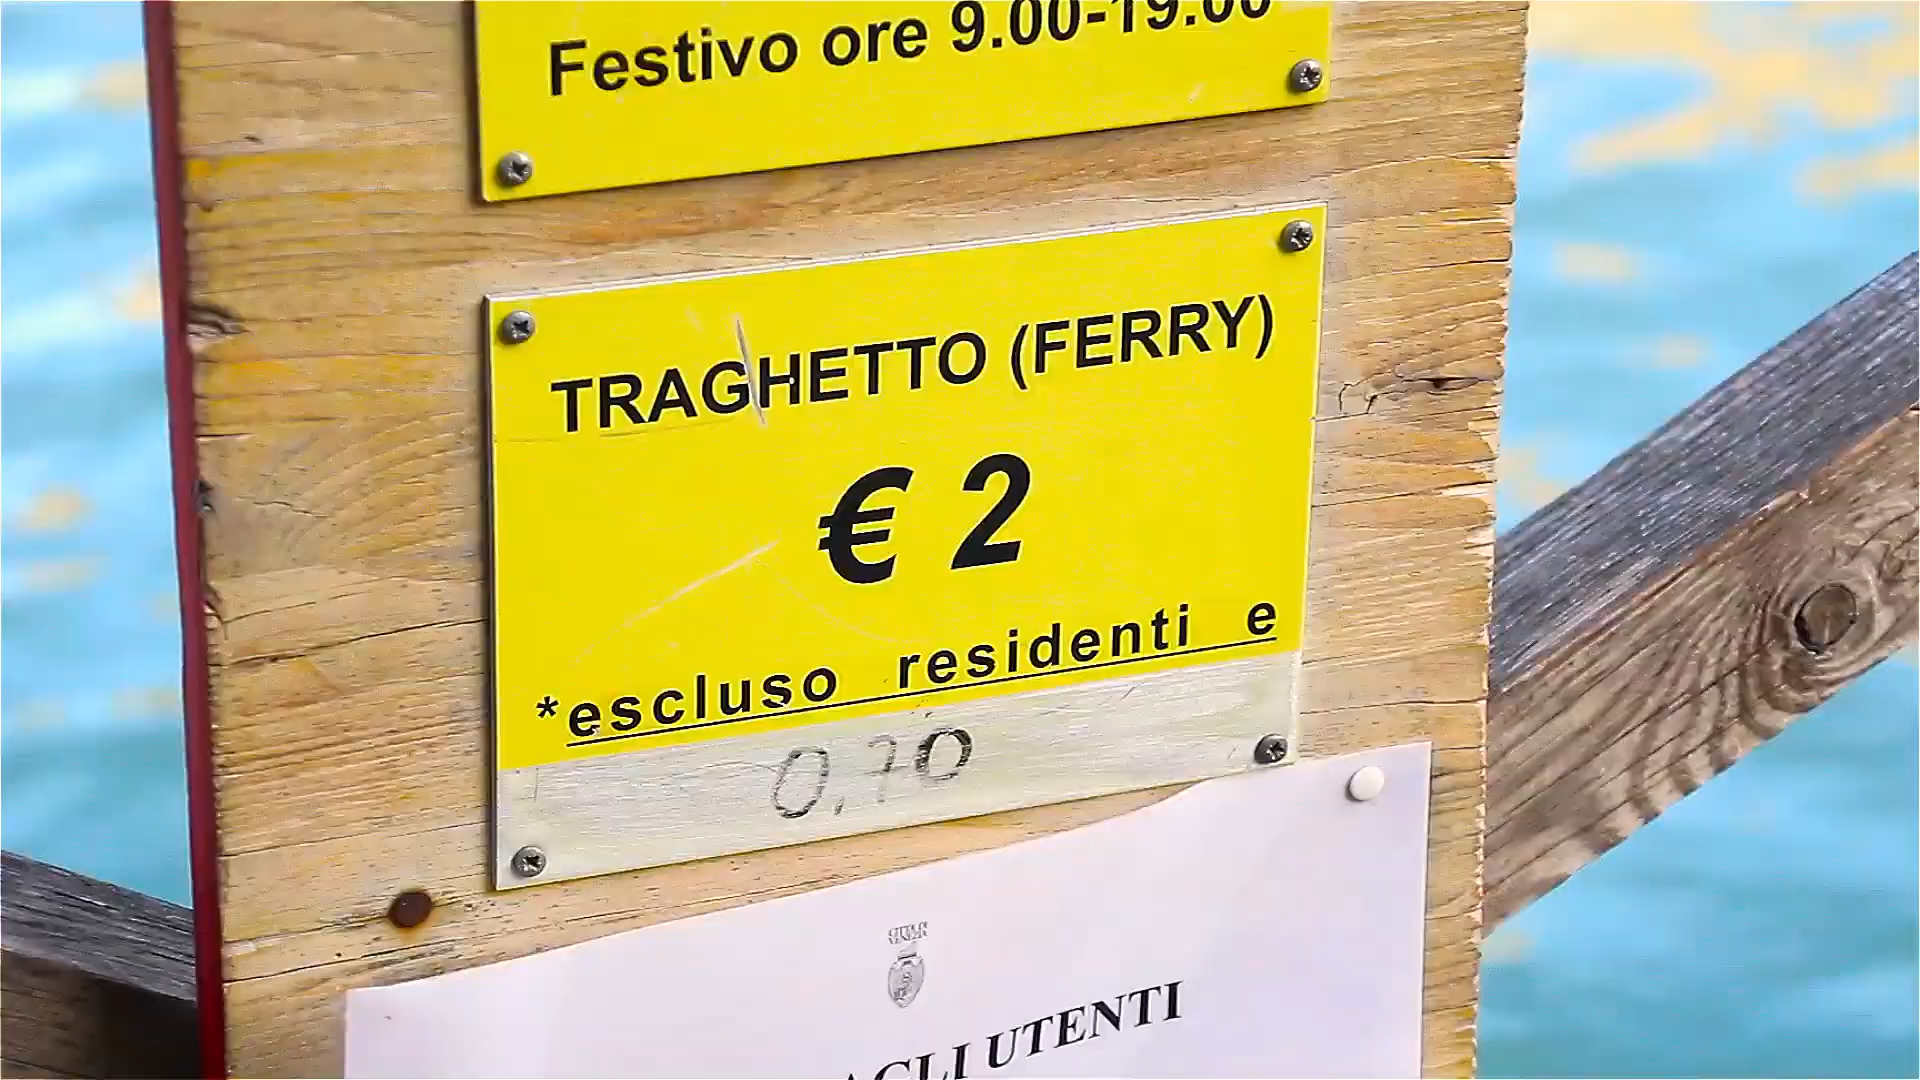 Festivo ore 9.00-19.00
TRAGHETTO (FERRY)
€ 2
*escluso residenti e
0,70
AGLI UTENTI